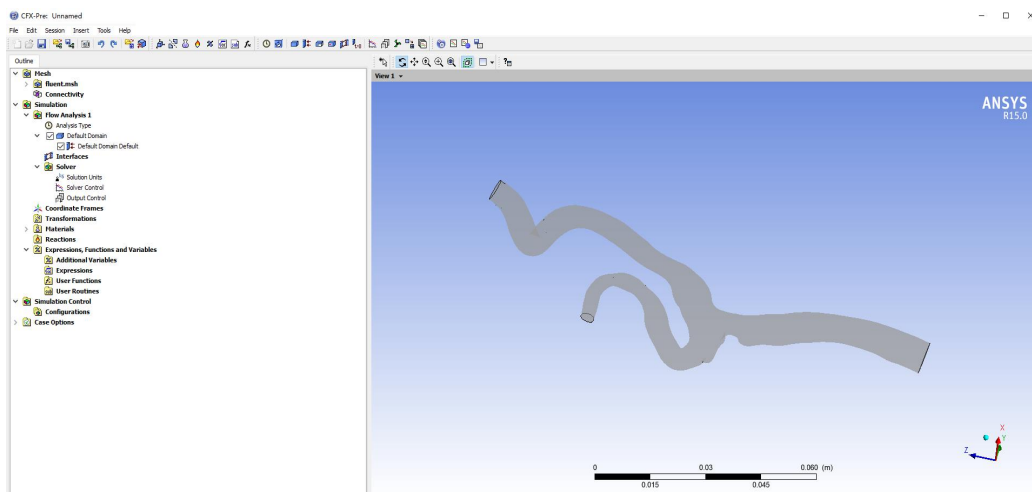 CFX-Pre: Unnamed
File Edit Session Insert Tools Help
Outline
Mesh
fluent.msh
Connectivity
Simulation
Flow Analysis 1
Analysis Type
Default Domain
Default Domain Default
Interfaces
Solver
Solution Units
Solver Control
Output Control
Coordinate Frames
Transformations
Materials
Reactions
Expressions, Functions and Variables
Additional Variables
Expressions
User Functions
User Routines
Simulation Control
Configurations
Case Options
View 1
ANSYS
R15.0
X
Y
Z
0 0.03 0.060 (m)
0.015 0.045